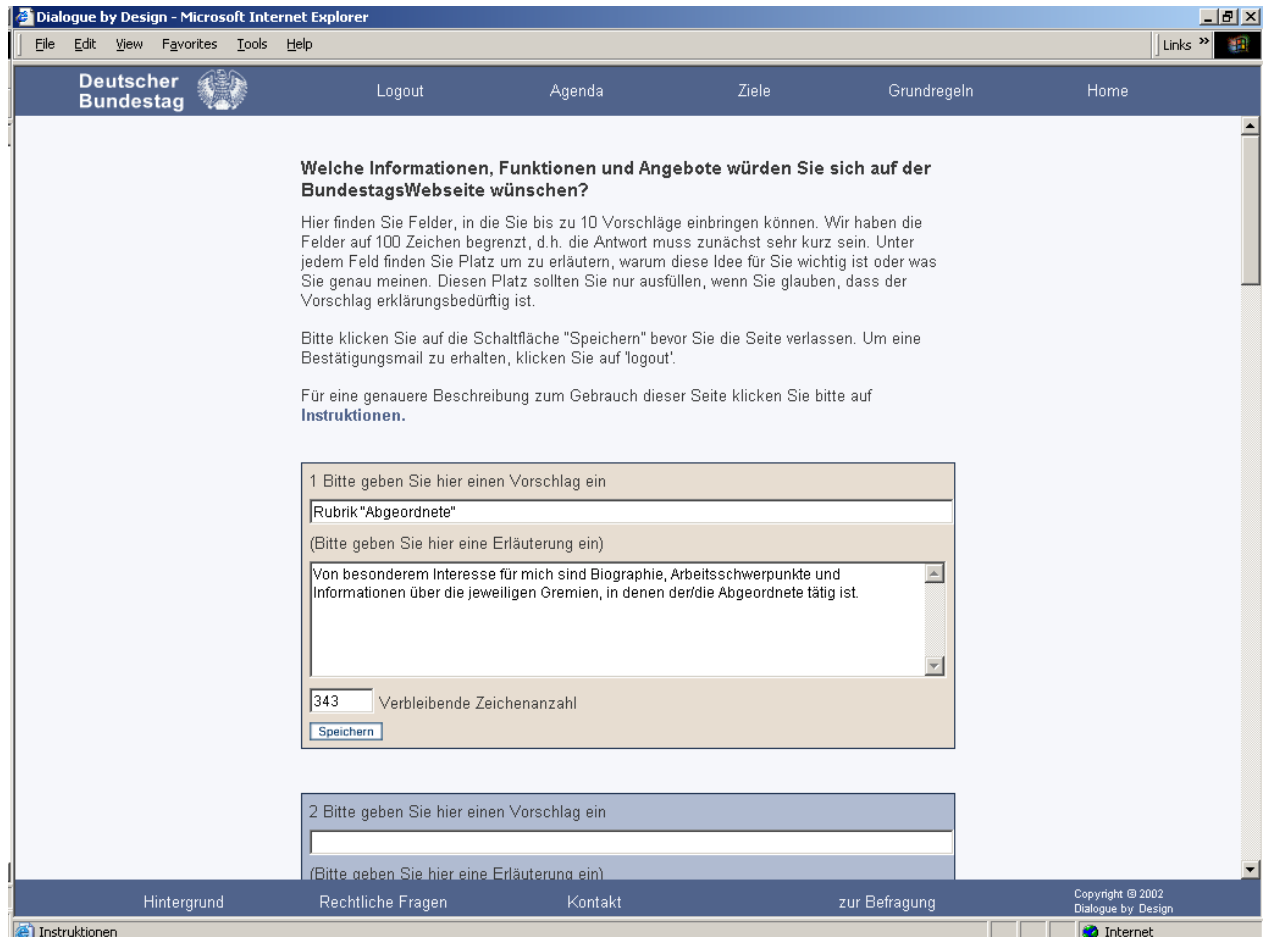 Dialogue by Design - Microsoft Internet Explorer
File Edit View Favorites Tools Help
Links »
Deutscher
Bundestag
Logout Agenda Ziele Grundregeln Home
Welche Informationen, Funktionen und Angebote würden Sie sich auf der
BundestagsWebseite wünschen?
Hier finden Sie Felder, in die Sie bis zu 10 Vorschläge einbringen können. Wir haben die
Felder auf 100 Zeichen begrenzt, d.h. die Antwort muss zunächst sehr kurz sein. Unter
jedem Feld finden Sie Platz um zu erläutern, warum diese Idee für Sie wichtig ist oder was
Sie genau meinen. Diesen Platz sollten Sie nur ausfüllen, wenn Sie glauben, dass der
Vorschlag erklärungsbedürftig ist.
Bitte klicken Sie auf die Schaltfläche "Speichern" bevor Sie die Seite verlassen. Um eine
Bestätigungsmail zu erhalten, klicken Sie auf 'logout'.
Für eine genauere Beschreibung zum Gebrauch dieser Seite klicken Sie bitte auf
Instruktionen.
1 Bitte geben Sie hier einen Vorschlag ein
Rubrik "Abgeordnete"
(Bitte geben Sie hier eine Erläuterung ein)
Von besonderem Interesse für mich sind Biographie, Arbeitsschwerpunkte und
Informationen über die jeweiligen Gremien, in denen der/die Abgeordnete tätig ist.
343 Verbleibende Zeichenanzahl
Speichern
2 Bitte geben Sie hier einen Vorschlag ein
(Bitte geben Sie hier eine Erläuterung ein)
Hintergrund Rechtliche Fragen Kontakt zur Befragung
Copyright © 2002
Dialogue by Design
Instruktionen Internet